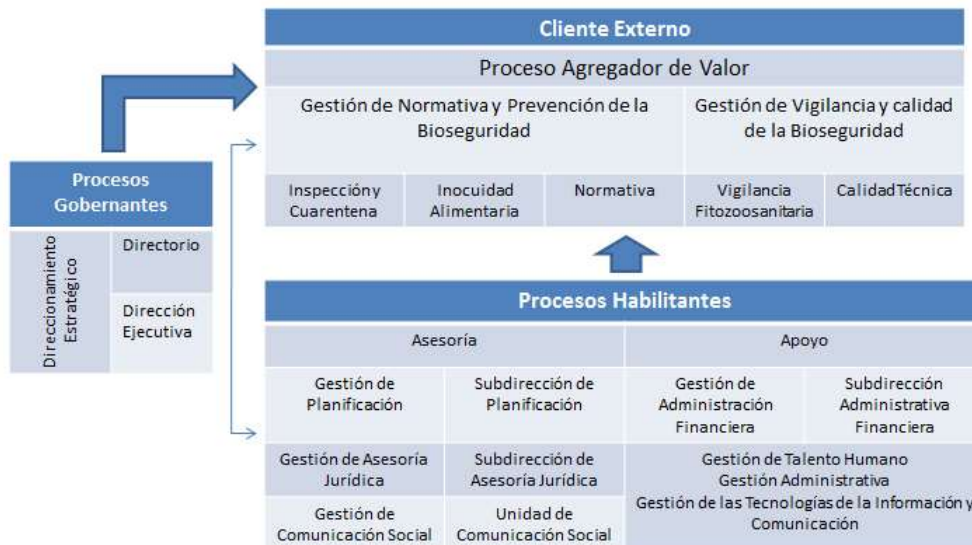 Cliente Externo
Proceso Agregador de Valor
Gestión de Normativa y Prevención de la
Bioseguridad
Gestión de Vigilancia y calidad
de la Bioseguridad
Inspección y
Cuarentena
Inocuidad
Alimentaria
Normativa
Vigilancia
Fitozoosanitaria
Calidad Técnica
Procesos
Gobernantes
Direccionamiento
Estratégico
Directorio
Dirección
Ejecutiva
Procesos Habilitantes
Asesoría
Apoyo
Gestión de
Planificación
Subdirección de
Planificación
Gestión de
Administración
Financiera
Subdirección
Administrativa
Financiera
Gestión de Asesoría
Jurídica
Subdirección de
Asesoría Jurídica
Gestión de Talento Humano
Gestión Administrativa
Gestión de las Tecnologías de la Información y
Comunicación
Gestión de
Comunicación Social
Unidad de
Comunicación Social